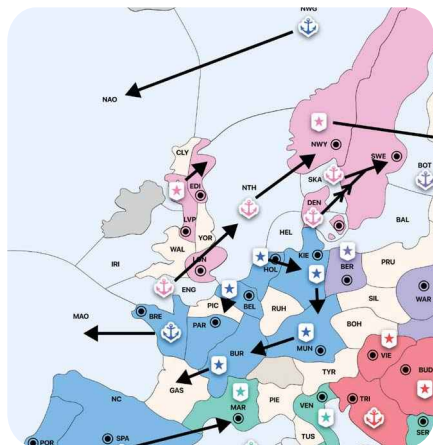 NWG
NAO
CLY
NWY
SWE
BOT
SKA
EDI
NTH
DEN
LVP
YOR
HEL
BAL
WAL
IRI
LDN
HOL
KIE
BER
PRU
ENG
PIC
BEL
RUH
SIL
WAR
MAO
BRE
PAR
BOH
BUR
MUN
VIE
GAS
TYR
BUD
NC
MAR
PIE
VEN
TRI
POR
SPA
TUS
SER